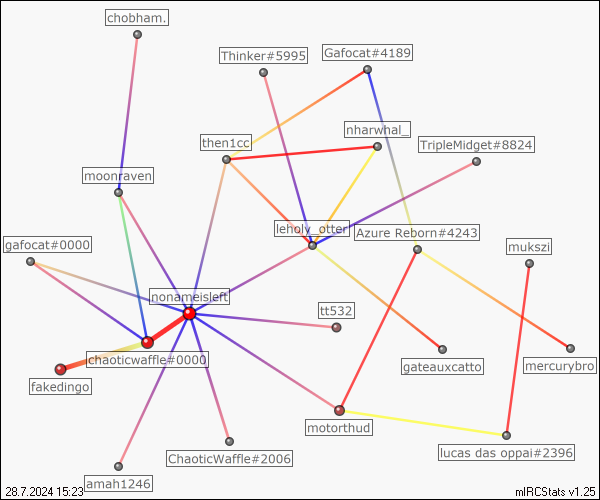 chobham.
Thinker#5995
Gafocat#4189
nharwhal_
then1cc
TripleMidget#8824
moonraven
leholy_otter
Azure Reborn#4243
gafocat#0000
mukszi
nonameisleft
tt532
chaoticwaffle#0000
gateauxcatto
mercurybro
fakedingo
motorthud
ChaoticWaffle#2006
lucas das oppai#2396
amah1246
28.7.2024 15:23
mIRCStats v1.25